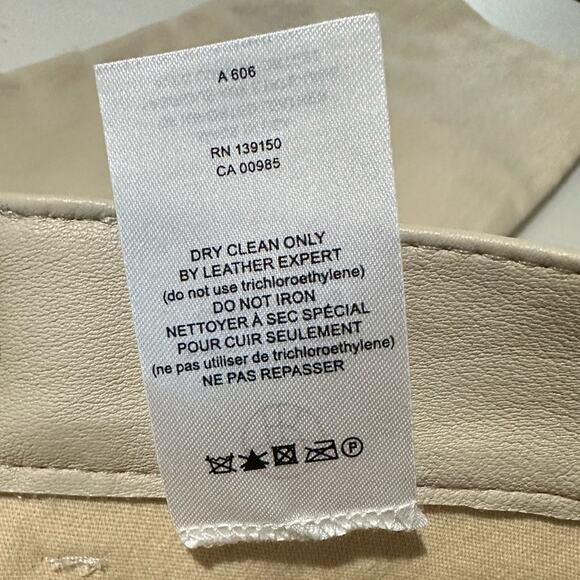 A 606
RN 139150
CA 00985
DRY CLEAN ONLY
BY LEATHER EXPERT
(do not use trichloroethylene)
DO NOT IRON
NETTOYER À SEC SPÉCIAL
POUR CUIR SEULEMENT
(ne pas utiliser de trichloroethylene)
NE PAS REPASSER
P